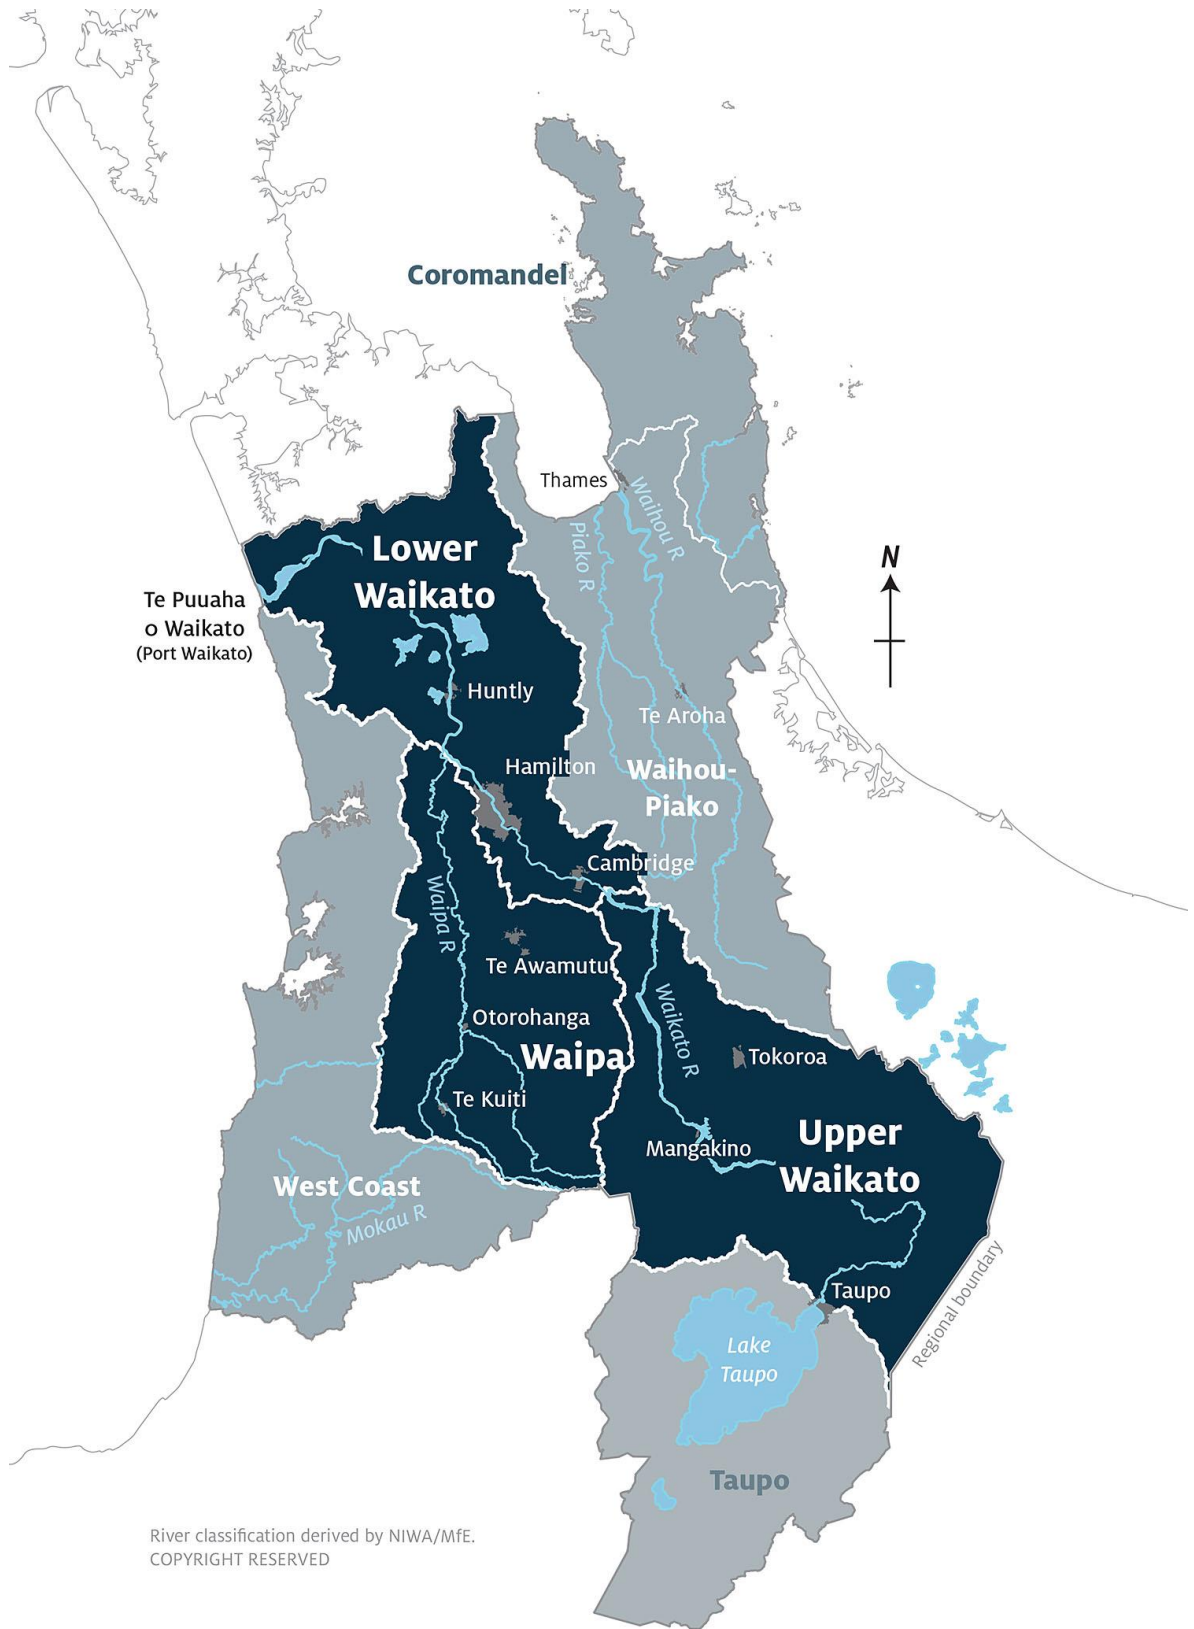 Coromandel
Thames
Waihou R
Piako R
N
Lower
Waikato
Te Puuaha
o Waikato
(Port Waikato)
Huntly
Te Aroha
Hamilton
Waihou-
Piako
Cambridge
Waipa R
Te Awamutu
Waikato R
Otorohanga
Waipa
Tokoroa
Te Kuiti
Upper
Waikato
Mangakino
West Coast
Mokau R
Regional boundary
Taupo
Lake
Taupo
Taupo
River classification derived by NIWA/MfE.
COPYRIGHT RESERVED